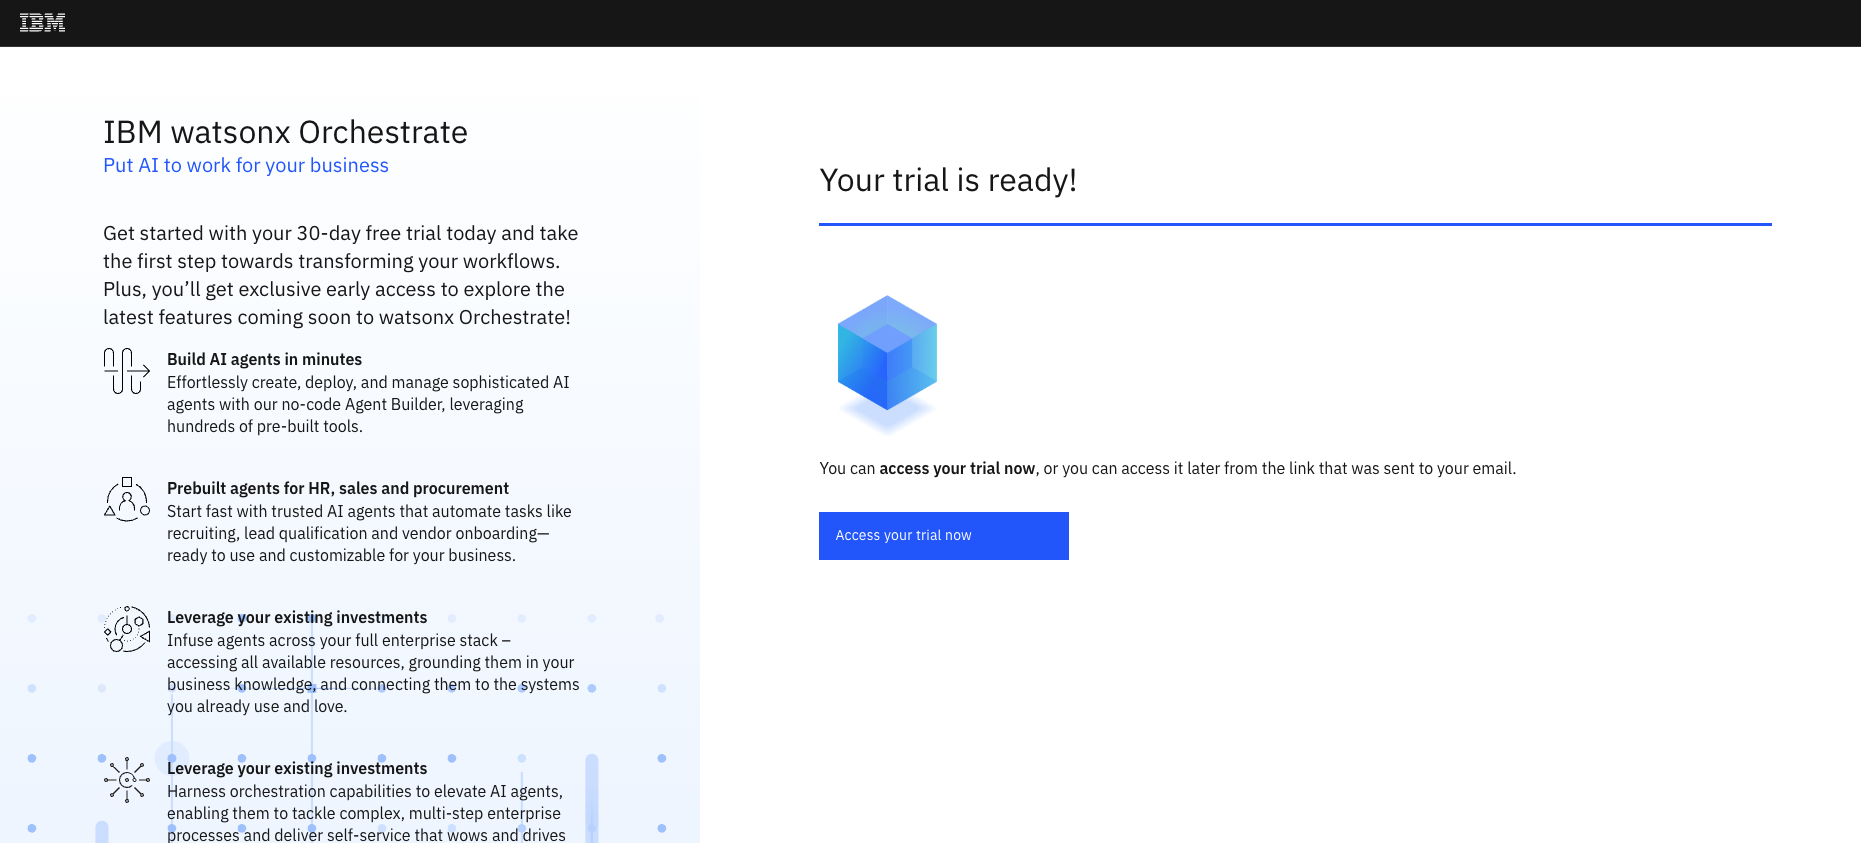 IBM
IBM watsonx Orchestrate
Put AI to work for your business
Get started with your 30-day free trial today and take
the first step towards transforming your workflows.
Plus, you’ll get exclusive early access to explore the
latest features coming soon to watsonx Orchestrate!
Build AI agents in minutes
Effortlessly create, deploy, and manage sophisticated AI
agents with our no-code Agent Builder, leveraging
hundreds of pre-built tools.
Prebuilt agents for HR, sales and procurement
Start fast with trusted AI agents that automate tasks like
recruiting, lead qualification and vendor onboarding—
ready to use and customizable for your business.
Leverage your existing investments
Infuse agents across your full enterprise stack –
accessing all available resources, grounding them in your
business knowledge, and connecting them to the systems
you already use and love.
Leverage your existing investments
Harness orchestration capabilities to elevate AI agents,
enabling them to tackle complex, multi-step enterprise
processes and deliver self-service that wows and drives
Your trial is ready!
You can access your trial now, or you can access it later from the link that was sent to your email.
Access your trial now